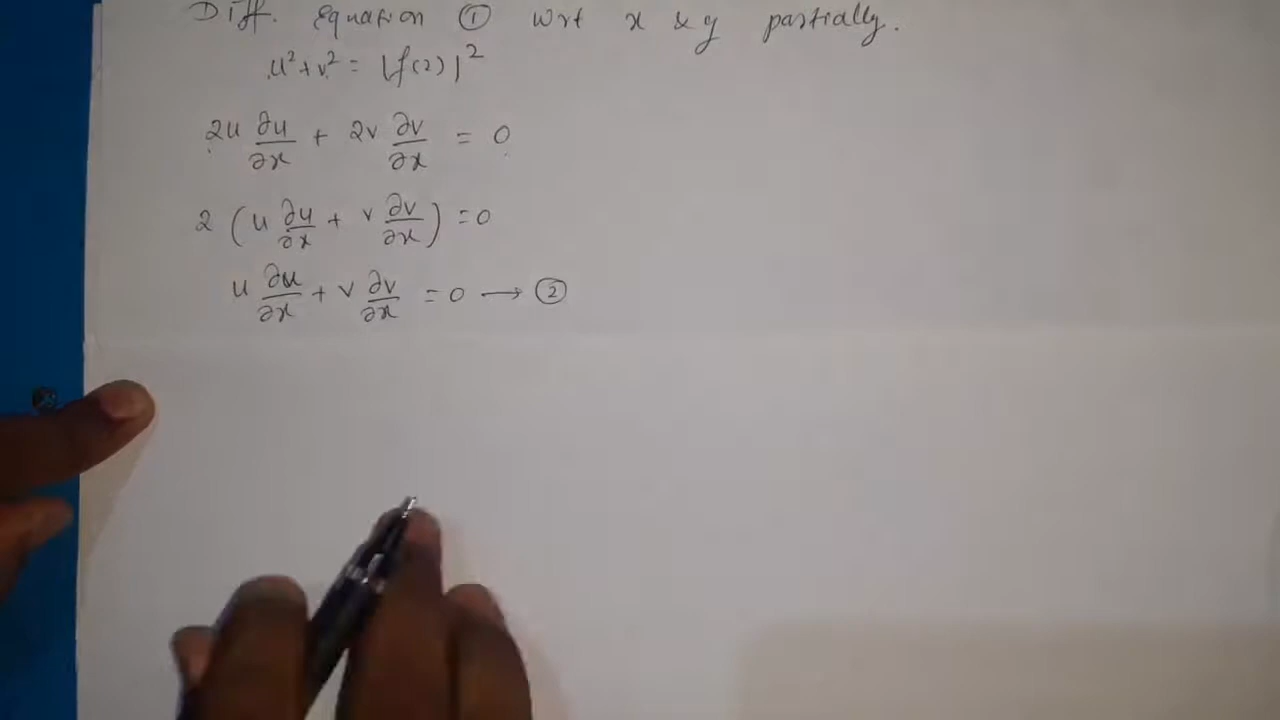 Diff. Equation ① wrt x & y partially.
u² + v² = |f(z)|²
2u ∂u/∂x + 2v ∂v/∂x = 0
2 (u ∂u/∂x + v ∂v/∂x) = 0
u ∂u/∂x + v ∂v/∂x = 0 → ②